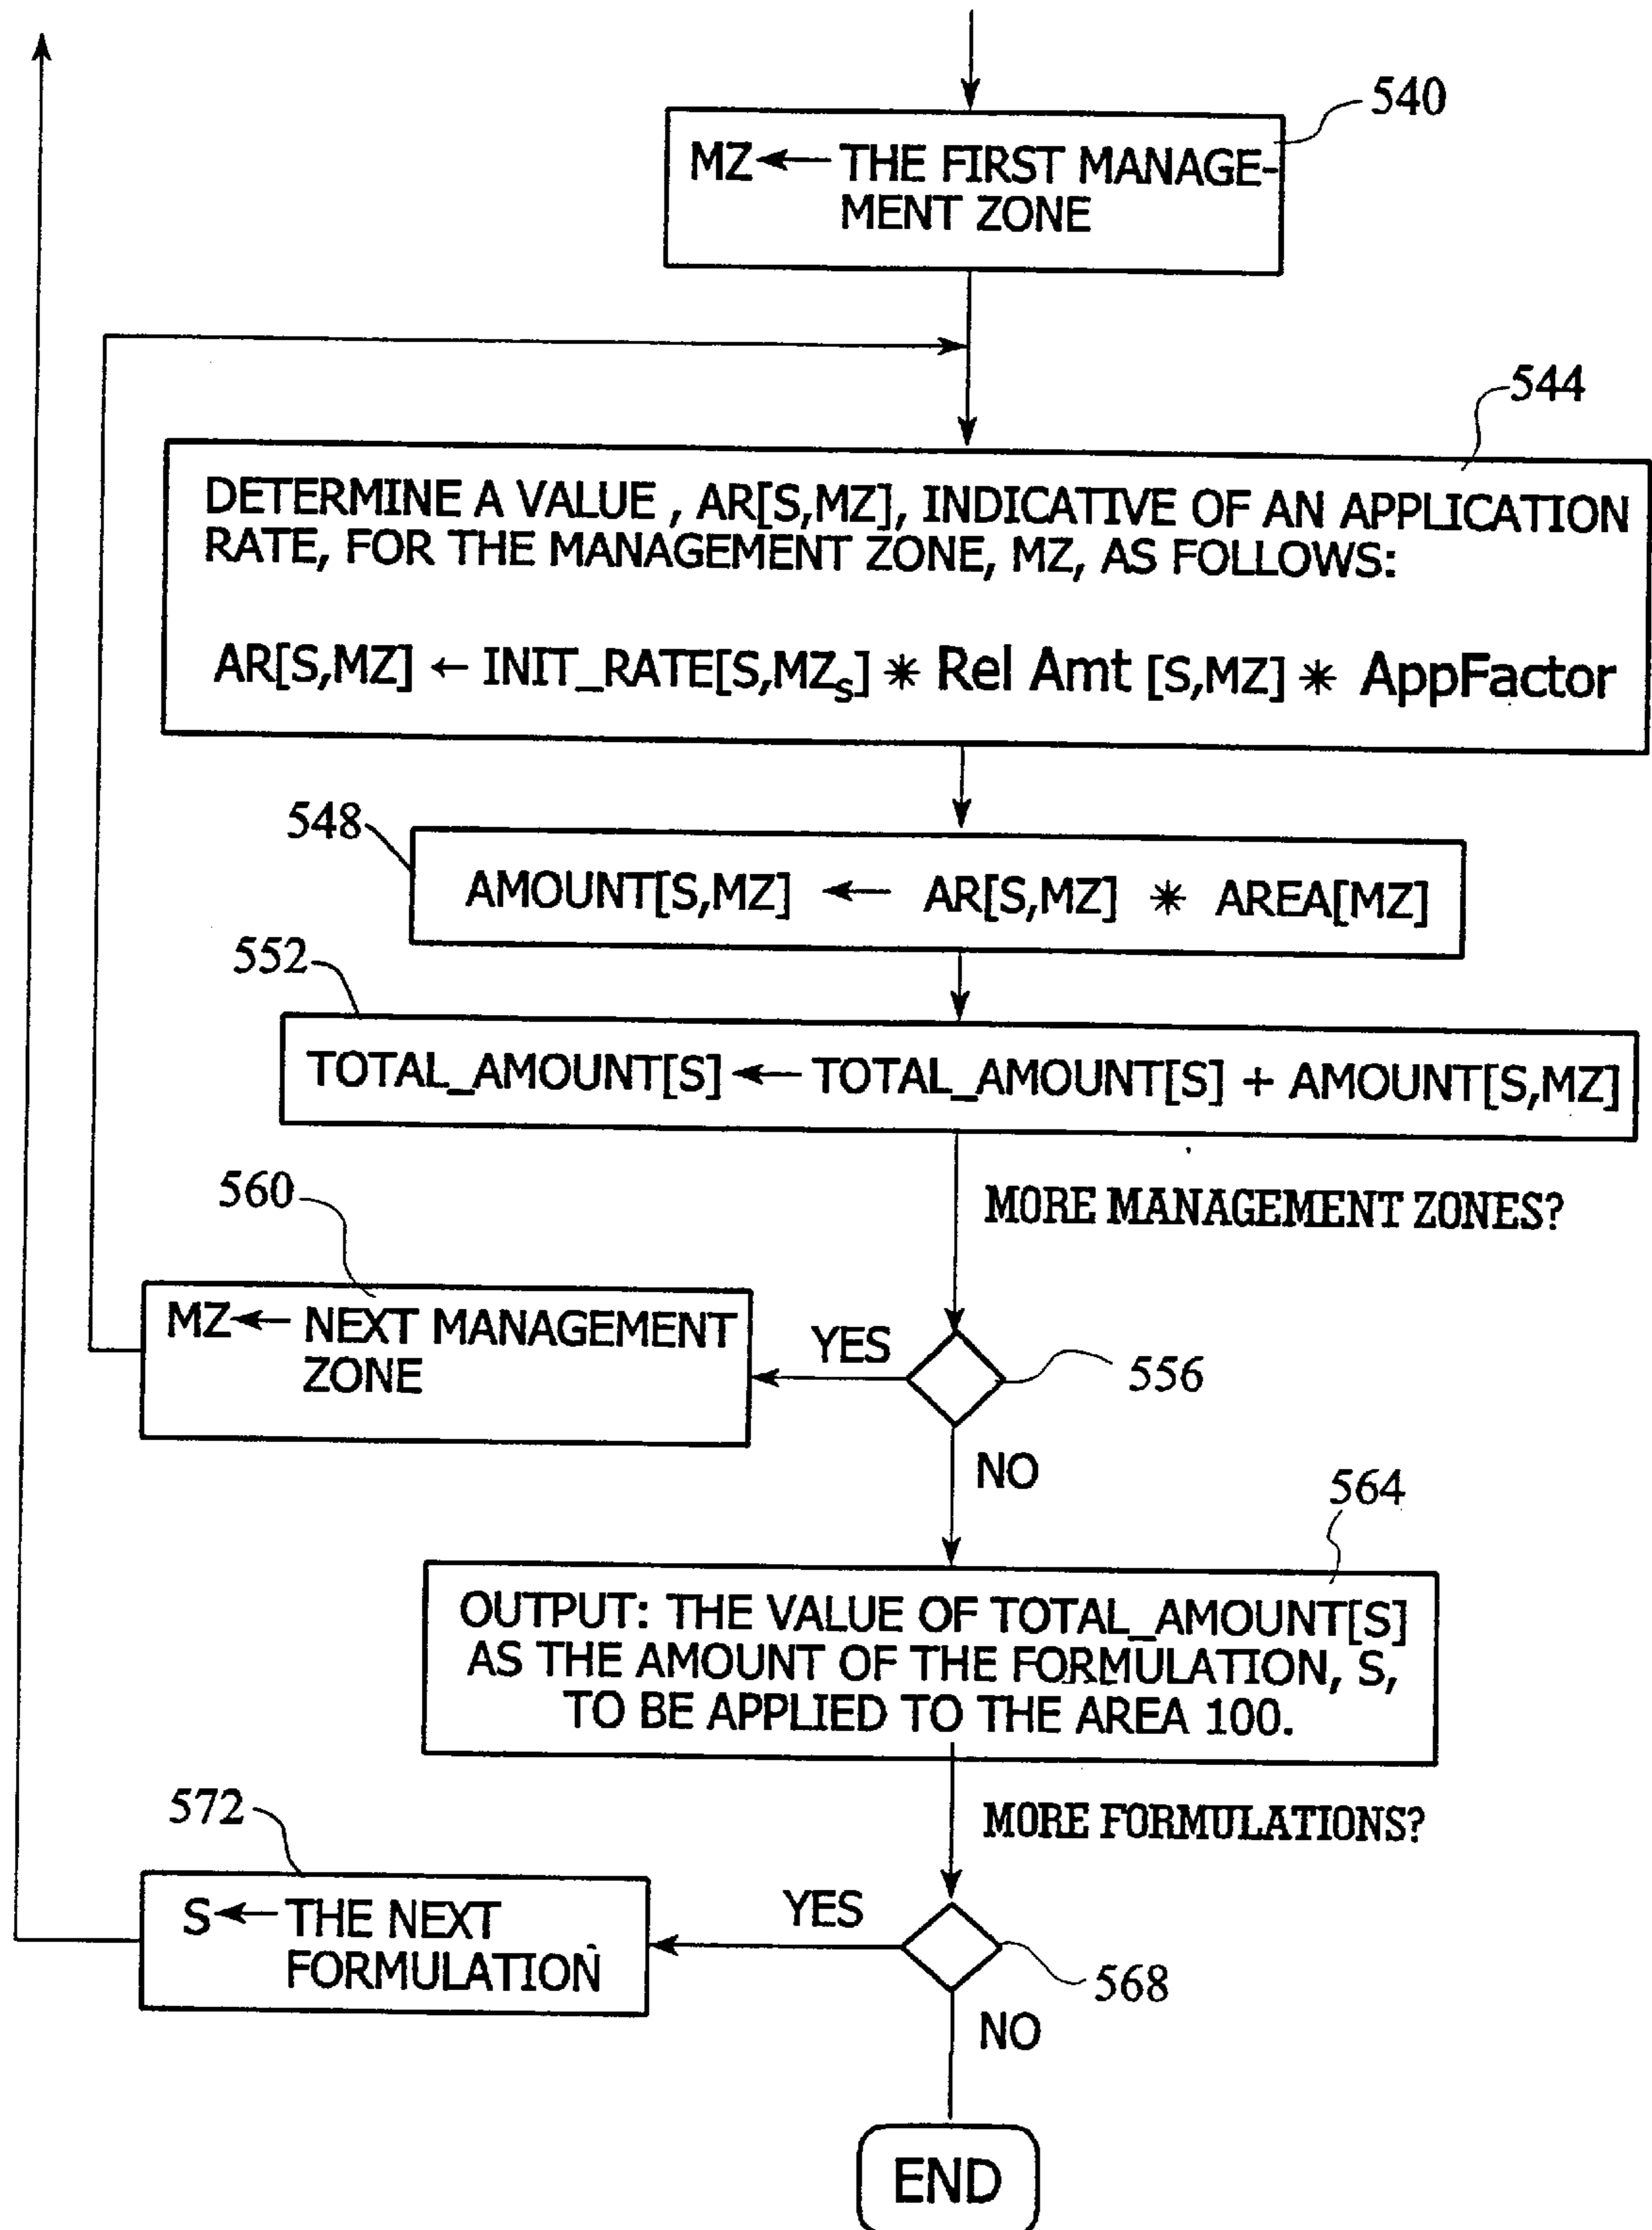 540
MZ ← THE FIRST MANAGE-
MENT ZONE
544
DETERMINE A VALUE , AR[S,MZ], INDICATIVE OF AN APPLICATION
RATE, FOR THE MANAGEMENT ZONE, MZ, AS FOLLOWS:
AR[S,MZ] ← INIT_RATE[S,MZₛ] * Rel Amt [S,MZ] * AppFactor
548
AMOUNT[S,MZ] ← AR[S,MZ] * AREA[MZ]
552
TOTAL_AMOUNT[S] ← TOTAL_AMOUNT[S] + AMOUNT[S,MZ]
MORE MANAGEMENT ZONES?
560
MZ ← NEXT MANAGEMENT
ZONE
YES
556
NO
564
OUTPUT: THE VALUE OF TOTAL_AMOUNT[S]
AS THE AMOUNT OF THE FORMULATION, S,
TO BE APPLIED TO THE AREA 100.
MORE FORMULATIONS?
572
S ← THE NEXT
FORMULATION
YES
568
NO
END